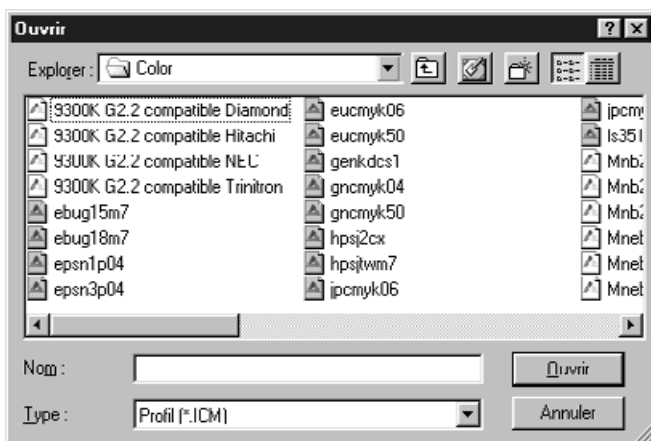 Ouvrir
Explorer : Color
9300K G2.2 compatible Diamond
9300K G2.2 compatible Hitachi
9300K G2.2 compatible NEC
9300K G2.2 compatible Trinitron
ebug15m7
ebug18m7
epsn1p04
epsn3p04
eucmyk06
eucmyk50
genkdcs1
gncmyk04
gncmyk50
hpsj2cx
hpsjtwm7
jpcmyk06
Nom :
Ouvrir
Type : Profil (*.ICM)
Annuler